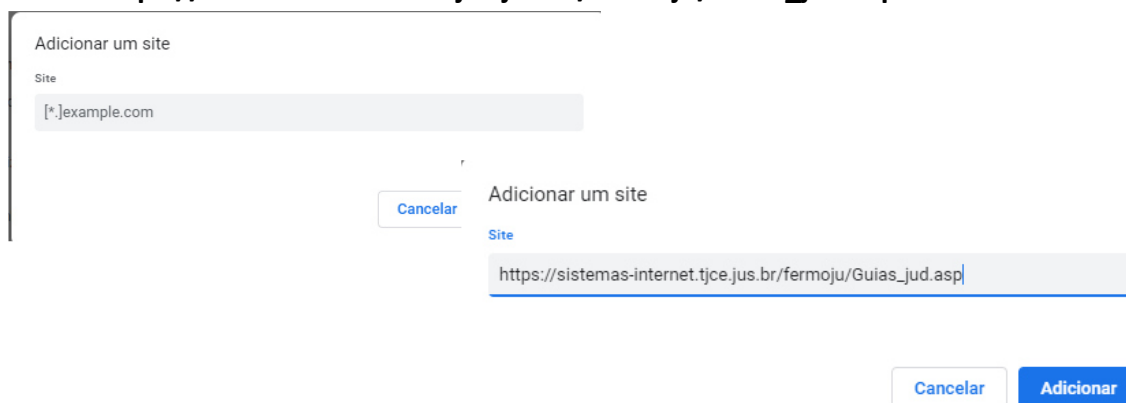 Adicionar um site
Site
[*.]example.com
Cancelar
Adicionar um site
Site
https://sistemas-internet.tjce.jus.br/fermoju/Guias_jud.asp
Cancelar
Adicionar